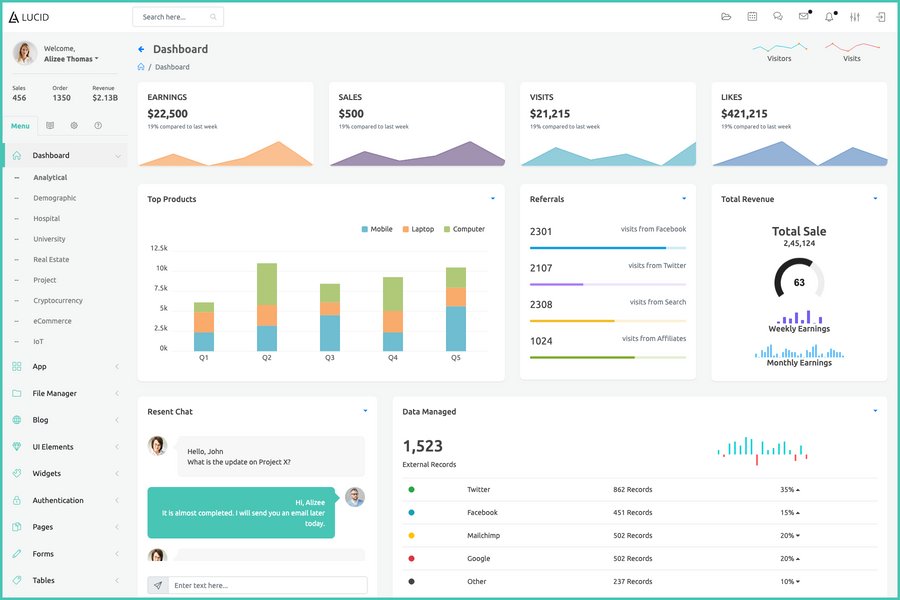 LUCID
Search here...
Welcome,
Alizee Thomas
Sales Order Revenue
456 1350 $2.13B
Menu
Dashboard
Analytical
Demographic
Hospital
University
Real Estate
Project
Cryptocurrency
eCommerce
IoT
App
File Manager
Blog
UI Elements
Widgets
Authentication
Pages
Forms
Tables
Dashboard
/ Dashboard
Visitors
Visits
EARNINGS
$22,500
19% compared to last week
SALES
$500
19% compared to last week
VISITS
$21,215
19% compared to last week
LIKES
$421,215
19% compared to last week
Top Products
Mobile Laptop Computer
12.5k
10k
7.5k
5k
2.5k
0k
Q1 Q2 Q3 Q4 Q5
Referrals
2301 visits from Facebook
2107 visits from Twitter
2308 visits from Search
1024 visits from Affiliates
Total Revenue
Total Sale
2,45,124
63
Weekly Earnings
Monthly Earnings
Resent Chat
Hello, John
What is the update on Project X?
Hi, Alizee
It is almost completed. I will send you an email later
today.
Enter text here...
Data Managed
1,523
External Records
Twitter 862 Records 35%
Facebook 451 Records 15%
Mailchimp 502 Records 20%
Google 502 Records 20%
Other 237 Records 10%